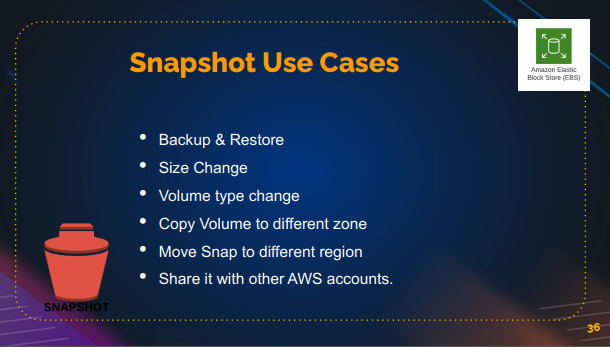 Snapshot Use Cases
Amazon Elastic
Block Store (EBS)
• Backup & Restore
• Size Change
• Volume type change
• Copy Volume to different zone
• Move Snap to different region
• Share it with other AWS accounts.
SNAPSHOT
36